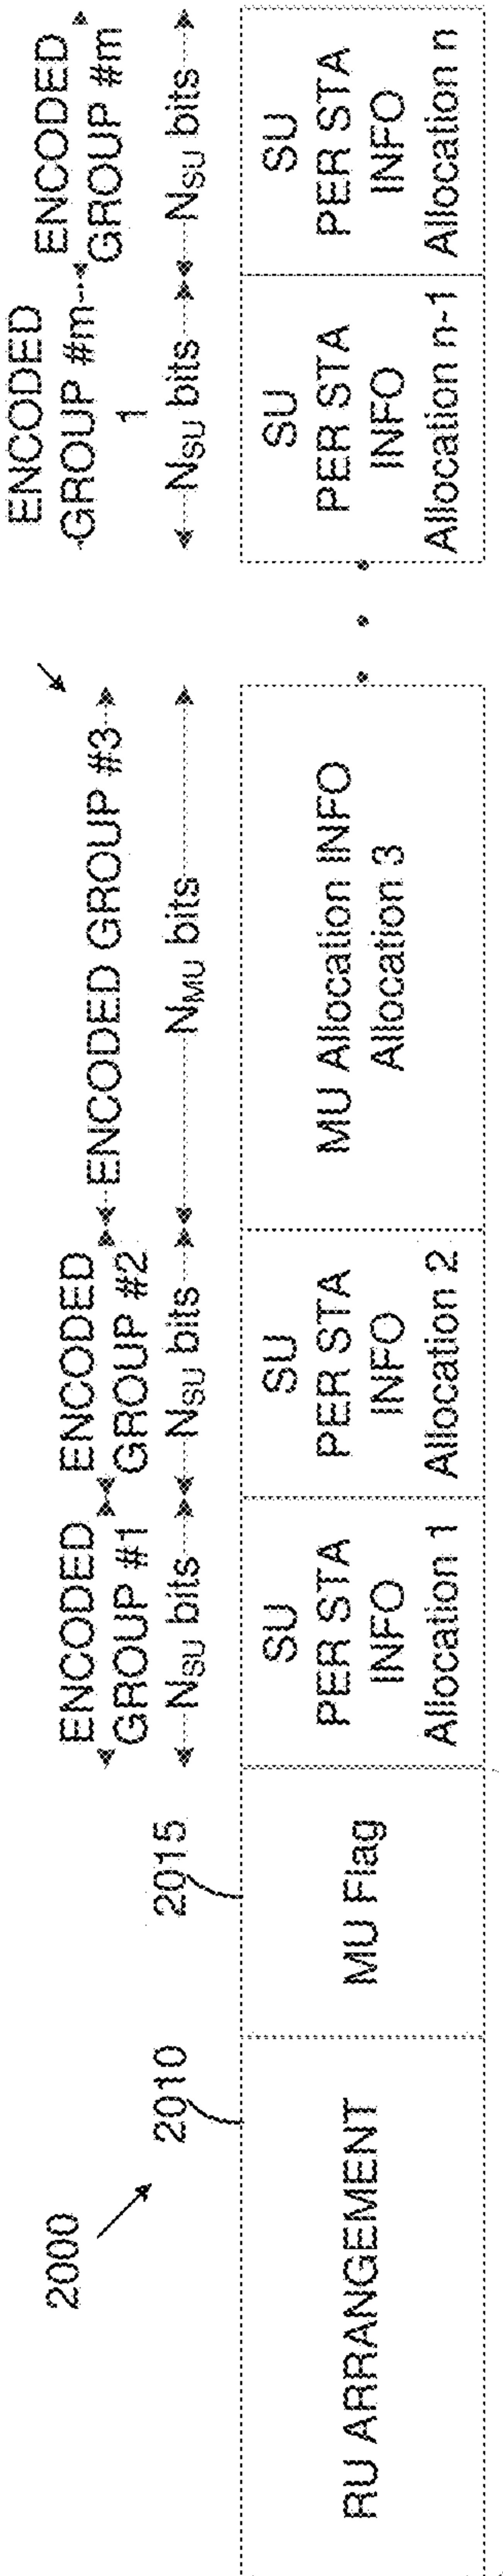 2000
2010
2015
ENCODED
GROUP #1
ENCODED
GROUP #2
ENCODED GROUP #3
ENCODED
GROUP #m-
1
ENCODED
GROUP #m
NSU bits
NSU bits
NMU bits
NSU bits
NSU bits
RU ARRANGEMENT
MU Flag
SU
PER STA
INFO
Allocation 1
SU
PER STA
INFO
Allocation 2
MU Allocation INFO
Allocation 3
• • •
SU
PER STA
INFO
Allocation n-1
SU
PER STA
INFO
Allocation n